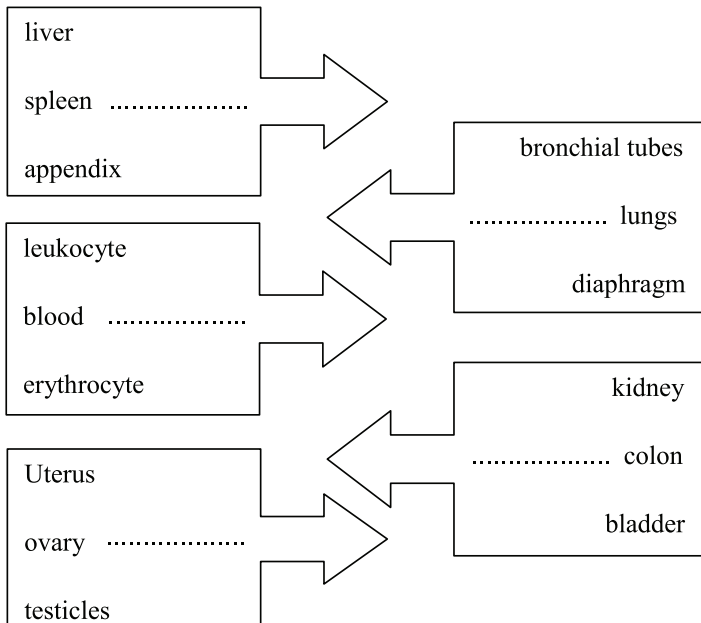 liver
spleen ........................
appendix
bronchial tubes
........................ lungs
diaphragm
leukocyte
blood ........................
erythrocyte
kidney
........................ colon
bladder
Uterus
ovary ........................
testicles